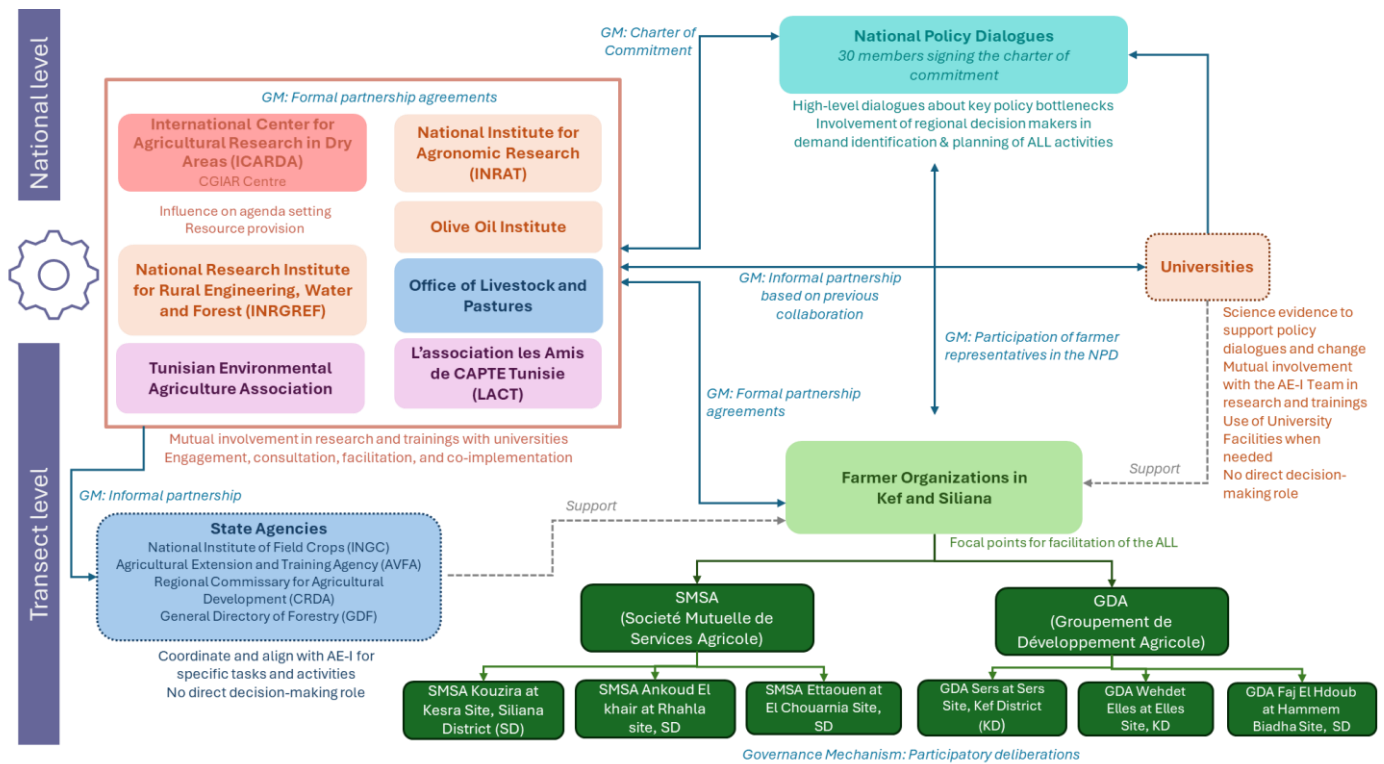 National level
GM: Charter of
Commitment
National Policy Dialogues
30 members signing the charter of
commitment
High-level dialogues about key policy bottlenecks
Involvement of regional decision makers in
demand identification & planning of ALL activities
GM: Formal partnership agreements
International Center for
Agricultural Research in Dry
Areas (ICARDA)
CGIAR Centre
National Institute for
Agronomic Research
(INRAT)
Influence on agenda setting
Resource provision
Olive Oil Institute
National Research Institute
for Rural Engineering, Water
and Forest (INRGREF)
Office of Livestock and
Pastures
Tunisian Environmental
Agriculture Association
L'association les Amis
de CAPTE Tunisie
(LACT)
Mutual involvement in research and trainings with universities
Engagement, consultation, facilitation, and co-implementation
GM: Informal partnership
based on previous
collaboration
Universities
Science evidence to
support policy
dialogues and change
Mutual involvement
with the AE-I Team in
research and trainings
Use of University
Facilities when
needed
No direct decision-
making role
GM: Participation of farmer
representatives in the NPD
GM: Formal partnership
agreements
Transect level
GM: Informal partnership
State Agencies
National Institute of Field Crops (INGC)
Agricultural Extension and Training Agency (AVFA)
Regional Commissary for Agricultural
Development (CRDA)
General Directory of Forestry (GDF)
Coordinate and align with AE-I for
specific tasks and activities
No direct decision-making role
Support
Support
Farmer Organizations in
Kef and Siliana
Focal points for facilitation of the ALL
SMSA
(Societé Mutuelle de
Services Agricole)
GDA
(Groupement de
Développement Agricole)
SMSA Kouzira at
Kesra Site, Siliana
District (SD)
SMSA Ankoud El
khair at Rhahla
site, SD
SMSA Ettaouen at
El Chouarnia Site,
SD
GDA Sers at Sers
Site, Kef District
(KD)
GDA Wehdet
Elles at Elles
Site, KD
GDA Faj El Hdoub
at Hammem
Biadha Site, SD
Governance Mechanism: Participatory deliberations